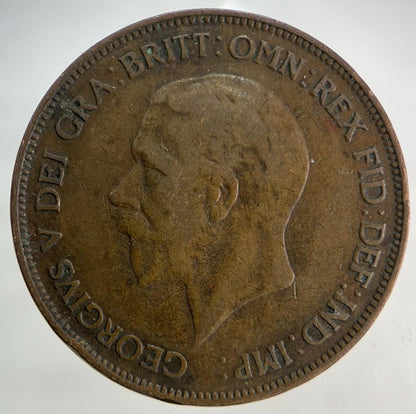 GEORGIVS V DEI GRA: BRITT: OMN: REX FID: DEF: IND: IMP: